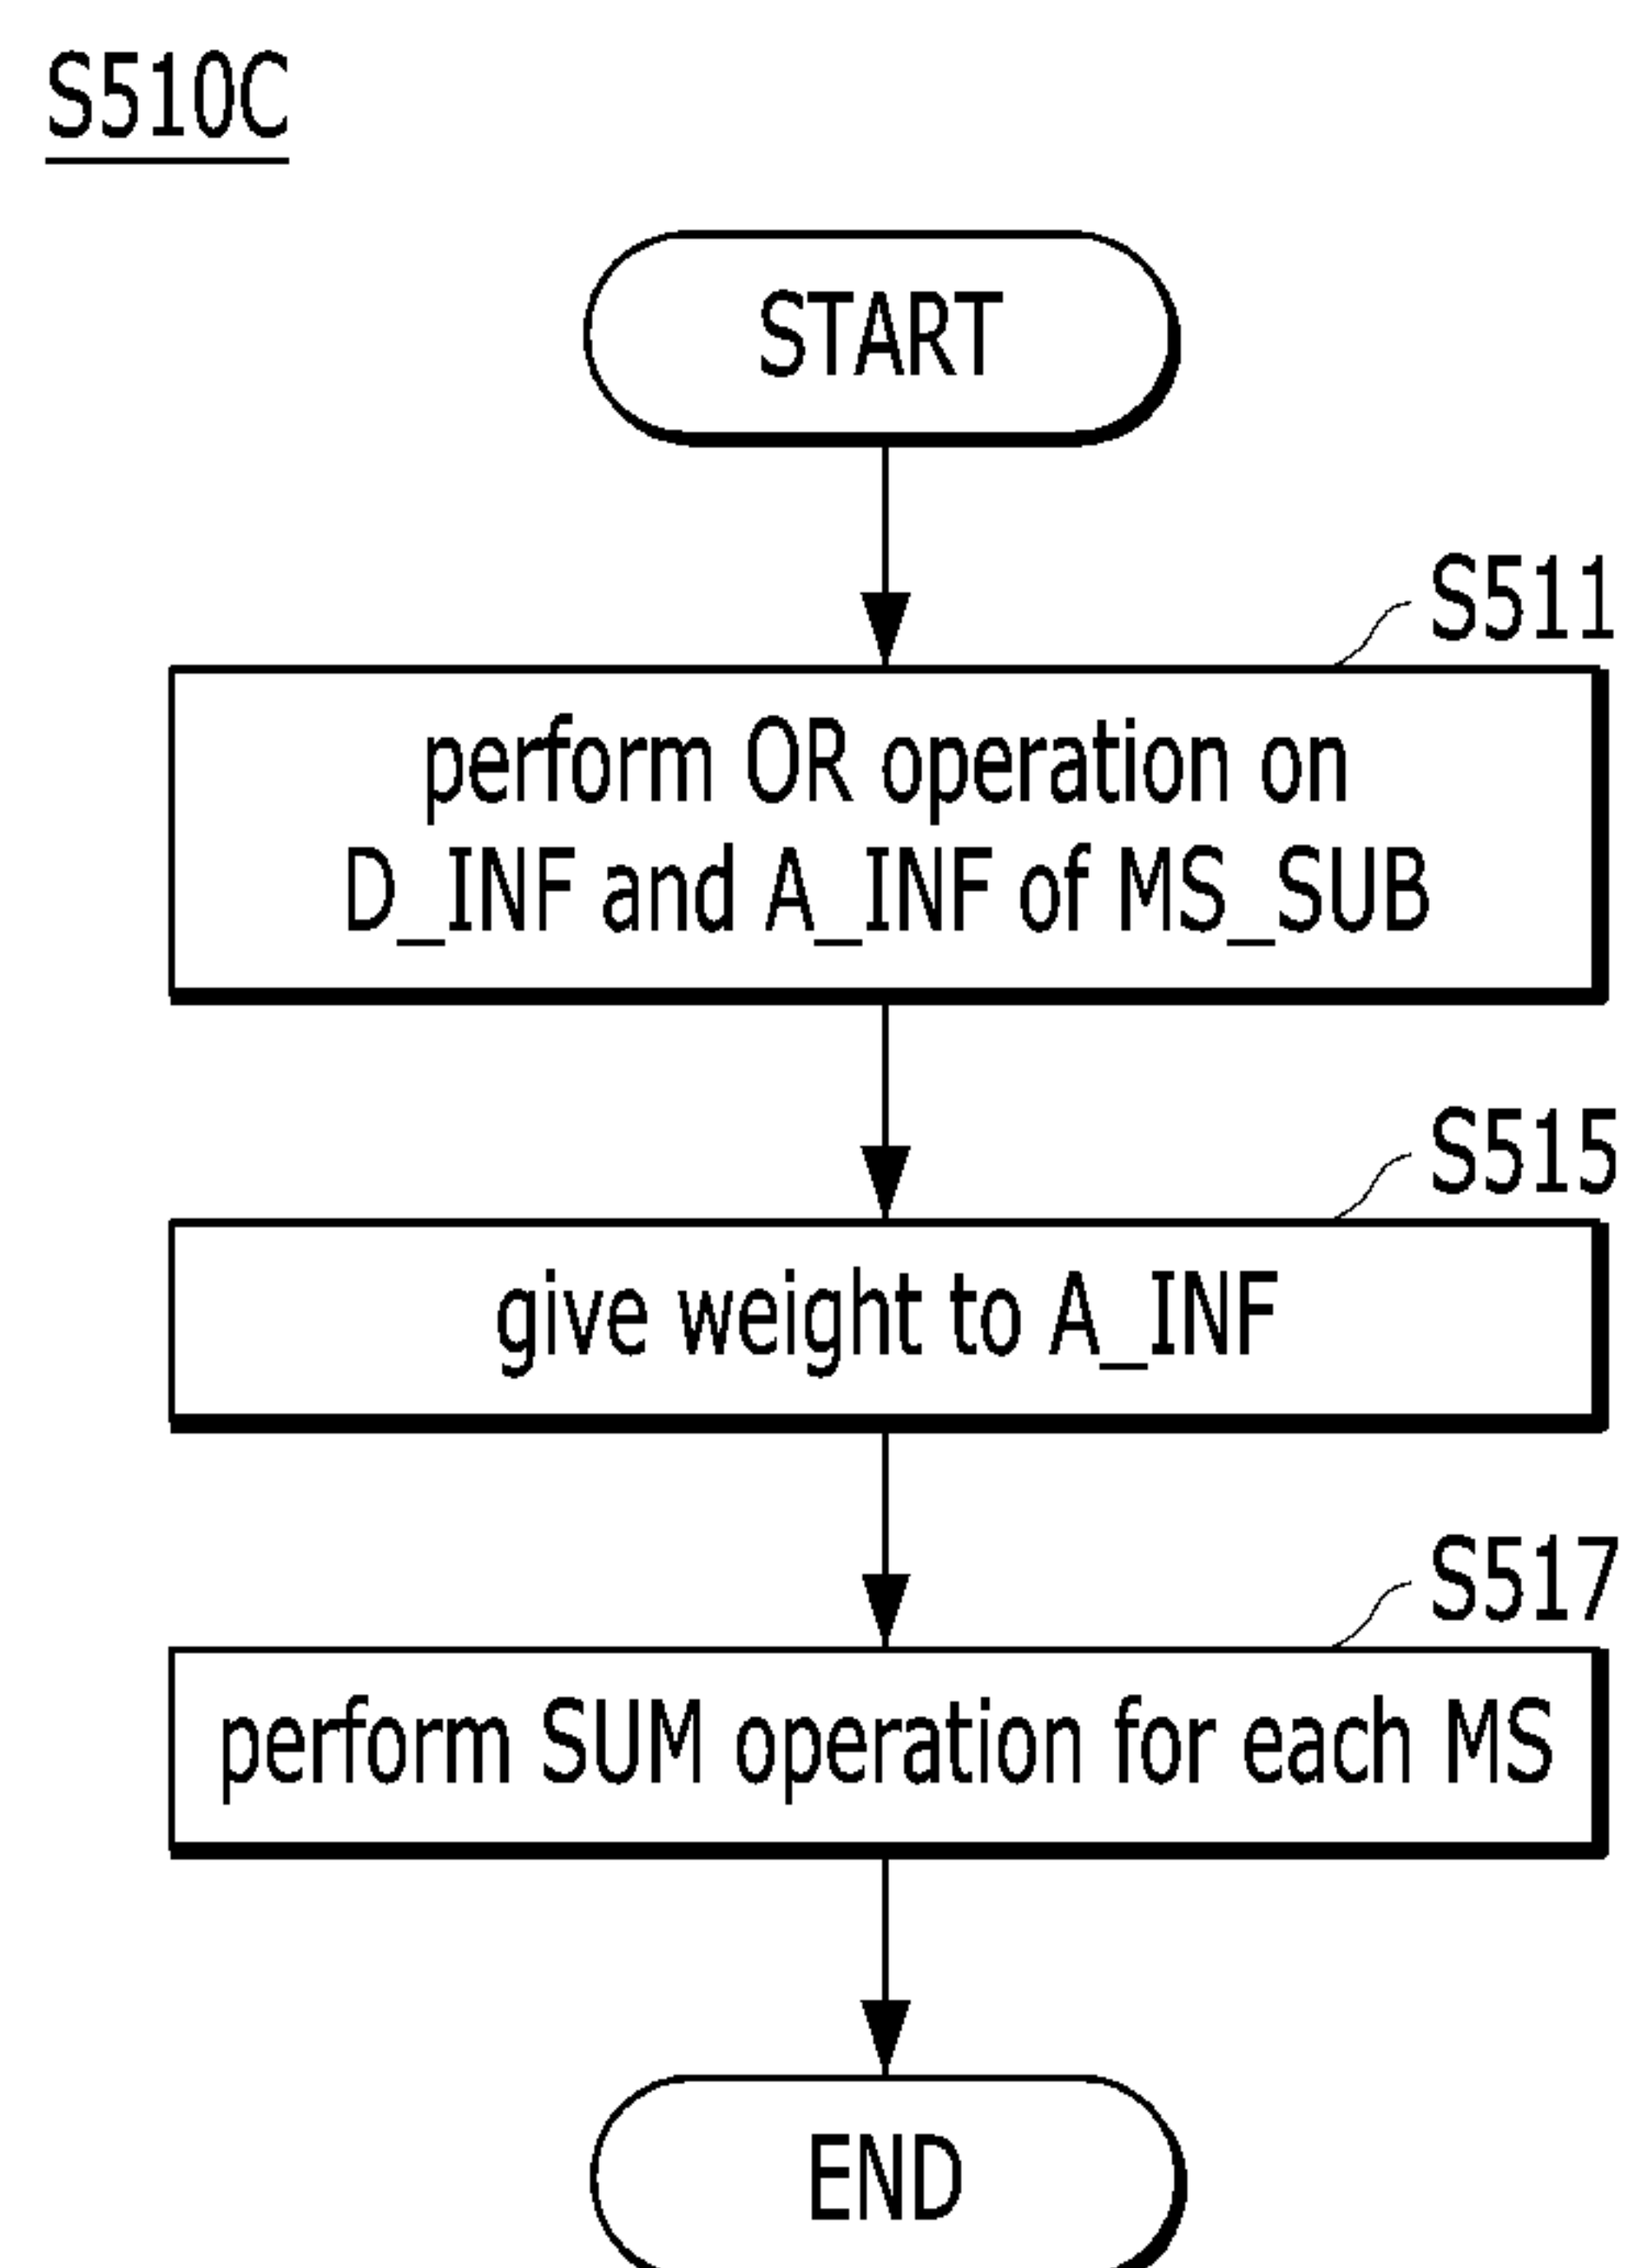 S510C
START
S511
perform OR operation on
D_INF and A_INF of MS_SUB
S515
give weight to A_INF
S517
perform SUM operation for each MS
END